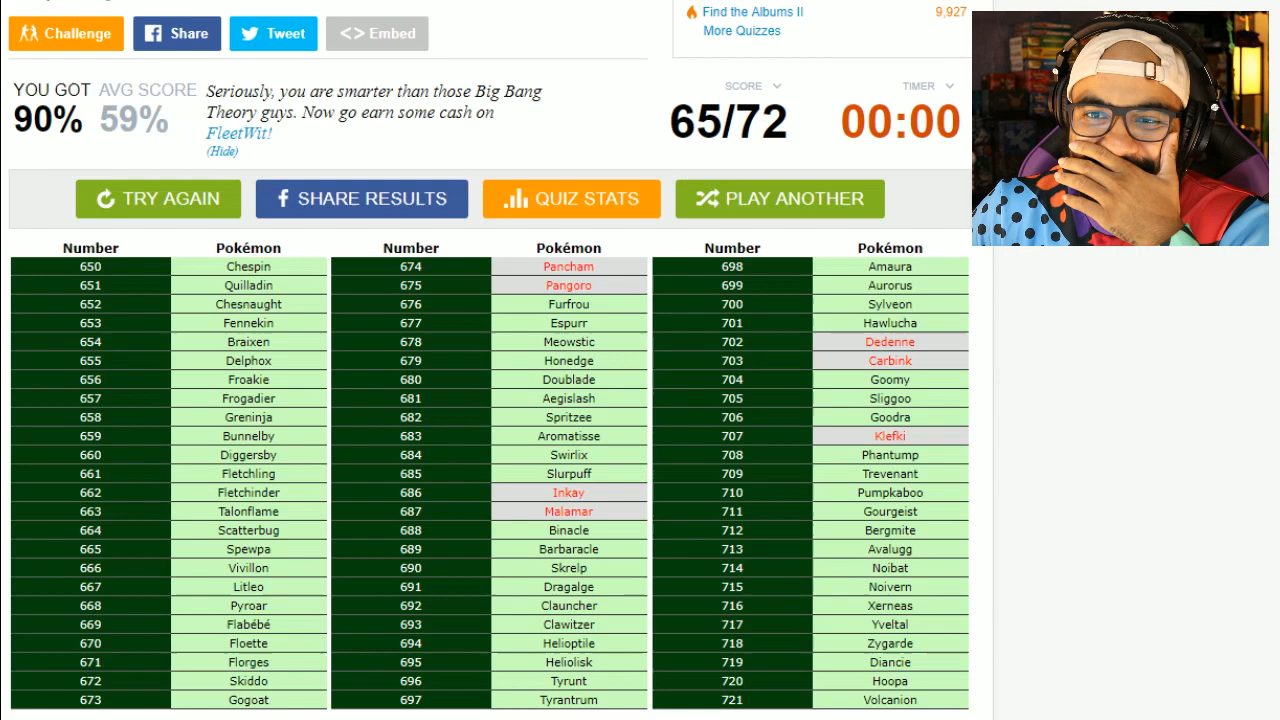 Find the Albums II 9,927
More Quizzes
Challenge Share Tweet <> Embed
YOU GOT AVG SCORE
90% 59%
Seriously, you are smarter than those Big Bang
Theory guys. Now go earn some cash on
FleetWit!
(Hide)
SCORE TIMER
65/72 00:00
TRY AGAIN SHARE RESULTS QUIZ STATS PLAY ANOTHER
Number Pokémon Number Pokémon Number Pokémon
650 Chespin 674 Pancham 698 Amaura
651 Quilladin 675 Pangoro 699 Aurorus
652 Chesnaught 676 Furfrou 700 Sylveon
653 Fennekin 677 Espurr 701 Hawlucha
654 Braixen 678 Meowstic 702 Dedenne
655 Delphox 679 Honedge 703 Carbink
656 Froakie 680 Doublade 704 Goomy
657 Frogadier 681 Aegislash 705 Sliggoo
658 Greninja 682 Spritzee 706 Goodra
659 Bunnelby 683 Aromatisse 707 Klefki
660 Diggersby 684 Swirlix 708 Phantump
661 Fletchling 685 Slurpuff 709 Trevenant
662 Fletchinder 686 Inkay 710 Pumpkaboo
663 Talonflame 687 Malamar 711 Gourgeist
664 Scatterbug 688 Binacle 712 Bergmite
665 Spewpa 689 Barbaracle 713 Avalugg
666 Vivillon 690 Skrelp 714 Noibat
667 Litleo 691 Dragalge 715 Noivern
668 Pyroar 692 Clauncher 716 Xerneas
669 Flabébé 693 Clawitzer 717 Yveltal
670 Floette 694 Helioptile 718 Zygarde
671 Florges 695 Heliolisk 719 Diancie
672 Skiddo 696 Tyrunt 720 Hoopa
673 Gogoat 697 Tyrantrum 721 Volcanion